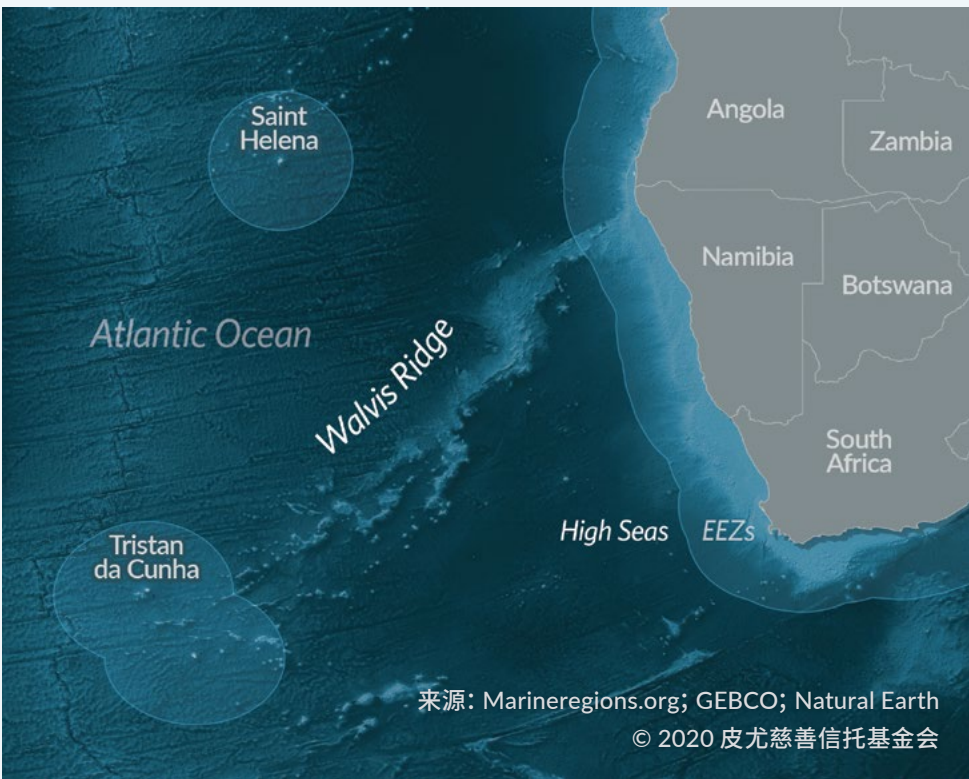 Saint
Helena
Angola
Zambia
Namibia
Botswana
Atlantic Ocean
Walvis Ridge
South
Africa
High Seas
EEZs
Tristan
da Cunha
来源：Marineregions.org；GEBCO；Natural Earth
© 2020 皮尤慈善信托基金会